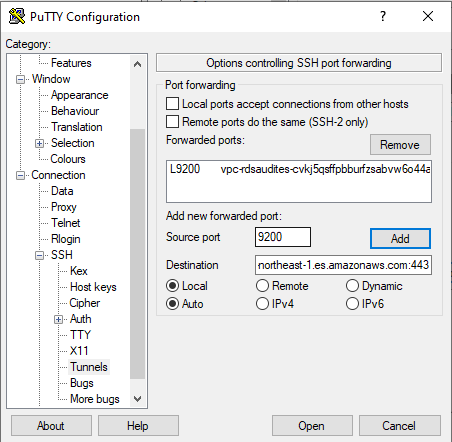 PuTTY Configuration
?
×
Category:
Features
Window
Appearance
Behaviour
Translation
Selection
Colours
Connection
Data
Proxy
Telnet
Rlogin
SSH
Kex
Host keys
Cipher
Auth
TTY
X11
Tunnels
Bugs
More bugs
Options controlling SSH port forwarding
Port forwarding
Local ports accept connections from other hosts
Remote ports do the same (SSH-2 only)
Forwarded ports:
Remove
L9200 vpc-rdsaudites-cvkj5qsffpbburfzsabvw6o44a
Add new forwarded port:
Source port 9200 Add
Destination northeast-1.es.amazonaws.com:443
Local Remote Dynamic
Auto IPv4 IPv6
About Help Open Cancel